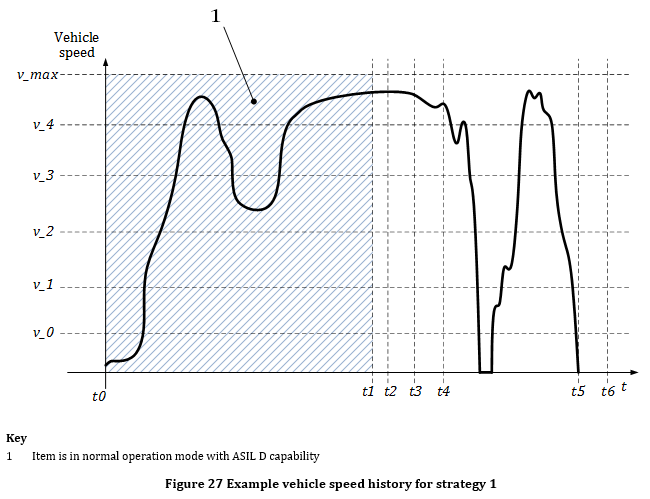 1
Vehicle
speed
v_max
v_4
v_3
v_2
v_1
v_0
t0 t1 t2 t3 t4 t5 t6 t
Key
1 Item is in normal operation mode with ASIL D capability
Figure 27 Example vehicle speed history for strategy 1